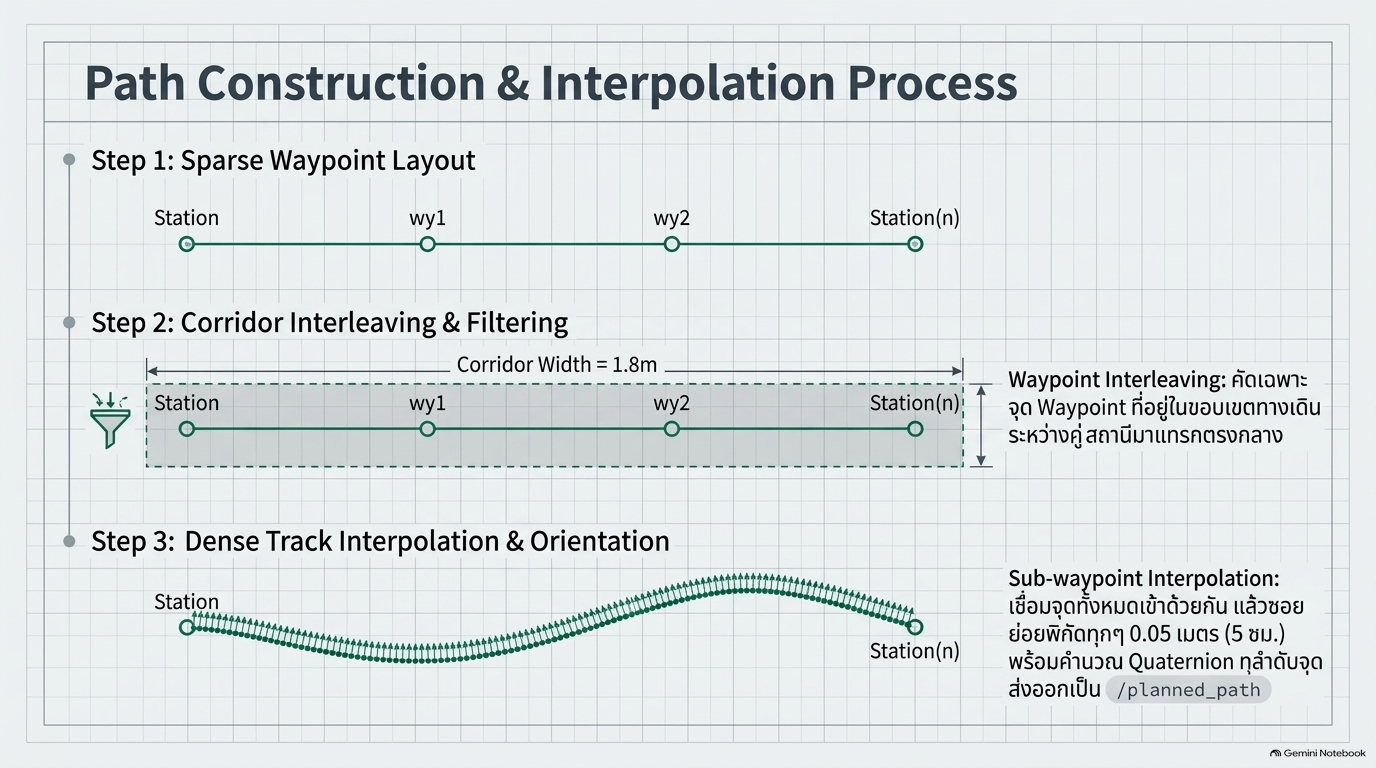 Path Construction & Interpolation Process
Step 1: Sparse Waypoint Layout
Station wy1 wy2 Station(n)
Step 2: Corridor Interleaving & Filtering
Corridor Width = 1.8m
Station wy1 wy2 Station(n)
Waypoint Interleaving: คัดเฉพาะ
จุด Waypoint ที่อยู่ในขอบเขตทางเดิน
ระหว่างคู่สถานีมาแทรกตรงกลาง
Step 3: Dense Track Interpolation & Orientation
Station
Station(n)
Sub-waypoint Interpolation:
เชื่อมจุดทั้งหมดเข้าด้วยกัน แล้วซอย
ย่อยพิกัดทุกๆ 0.05 เมตร (5 ซม.)
พร้อมคำนวณ Quaternion ทุลำดับจุด
ส่งออกเป็น /planned_path
Gemini Notebook